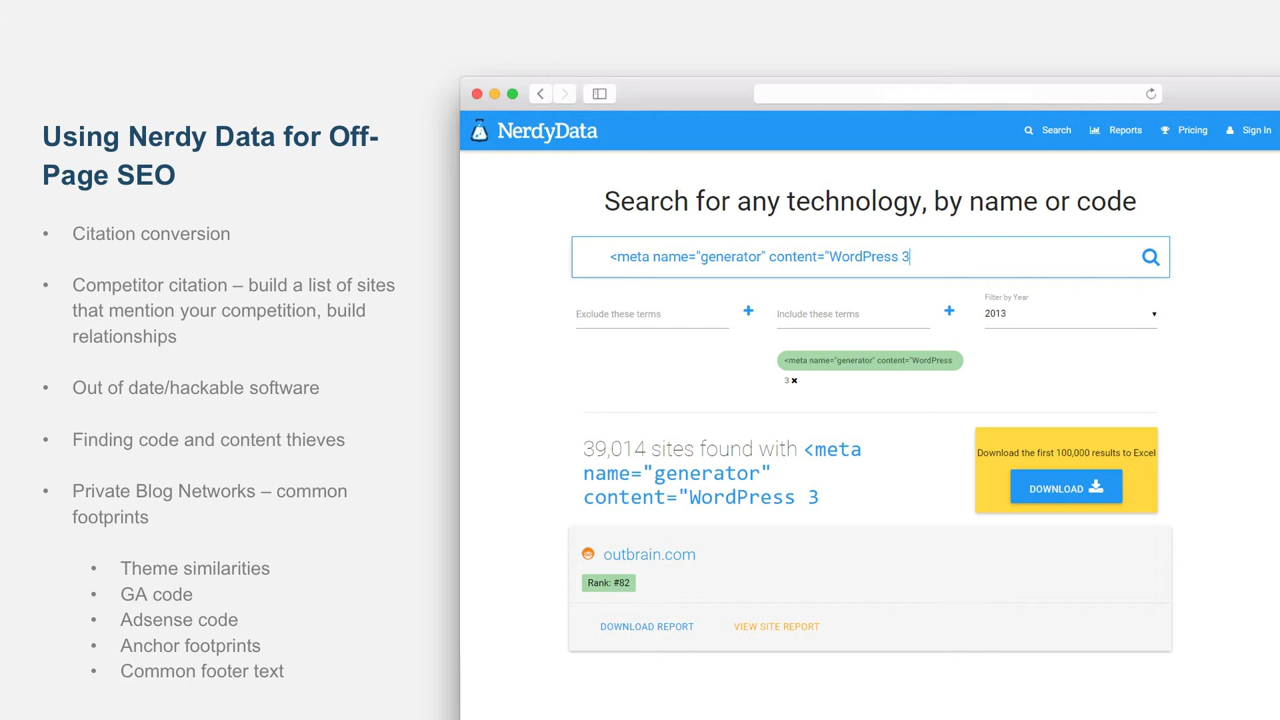 Using Nerdy Data for Off-
Page SEO
• Citation conversion
• Competitor citation – build a list of sites
that mention your competition, build
relationships
• Out of date/hackable software
• Finding code and content thieves
• Private Blog Networks – common
footprints
• Theme similarities
• GA code
• Adsense code
• Anchor footprints
• Common footer text
NerdyData
Search Reports Pricing Sign In
Search for any technology, by name or code
<meta name="generator" content="WordPress 3
Filter by Year
Exclude these terms + Include these terms + 2013
<meta name="generator" content="WordPress
3 ✖
39,014 sites found with <meta
name="generator"
content="WordPress 3
Download the first 100,000 results to Excel
DOWNLOAD
outbrain.com
Rank: #82
DOWNLOAD REPORT VIEW SITE REPORT